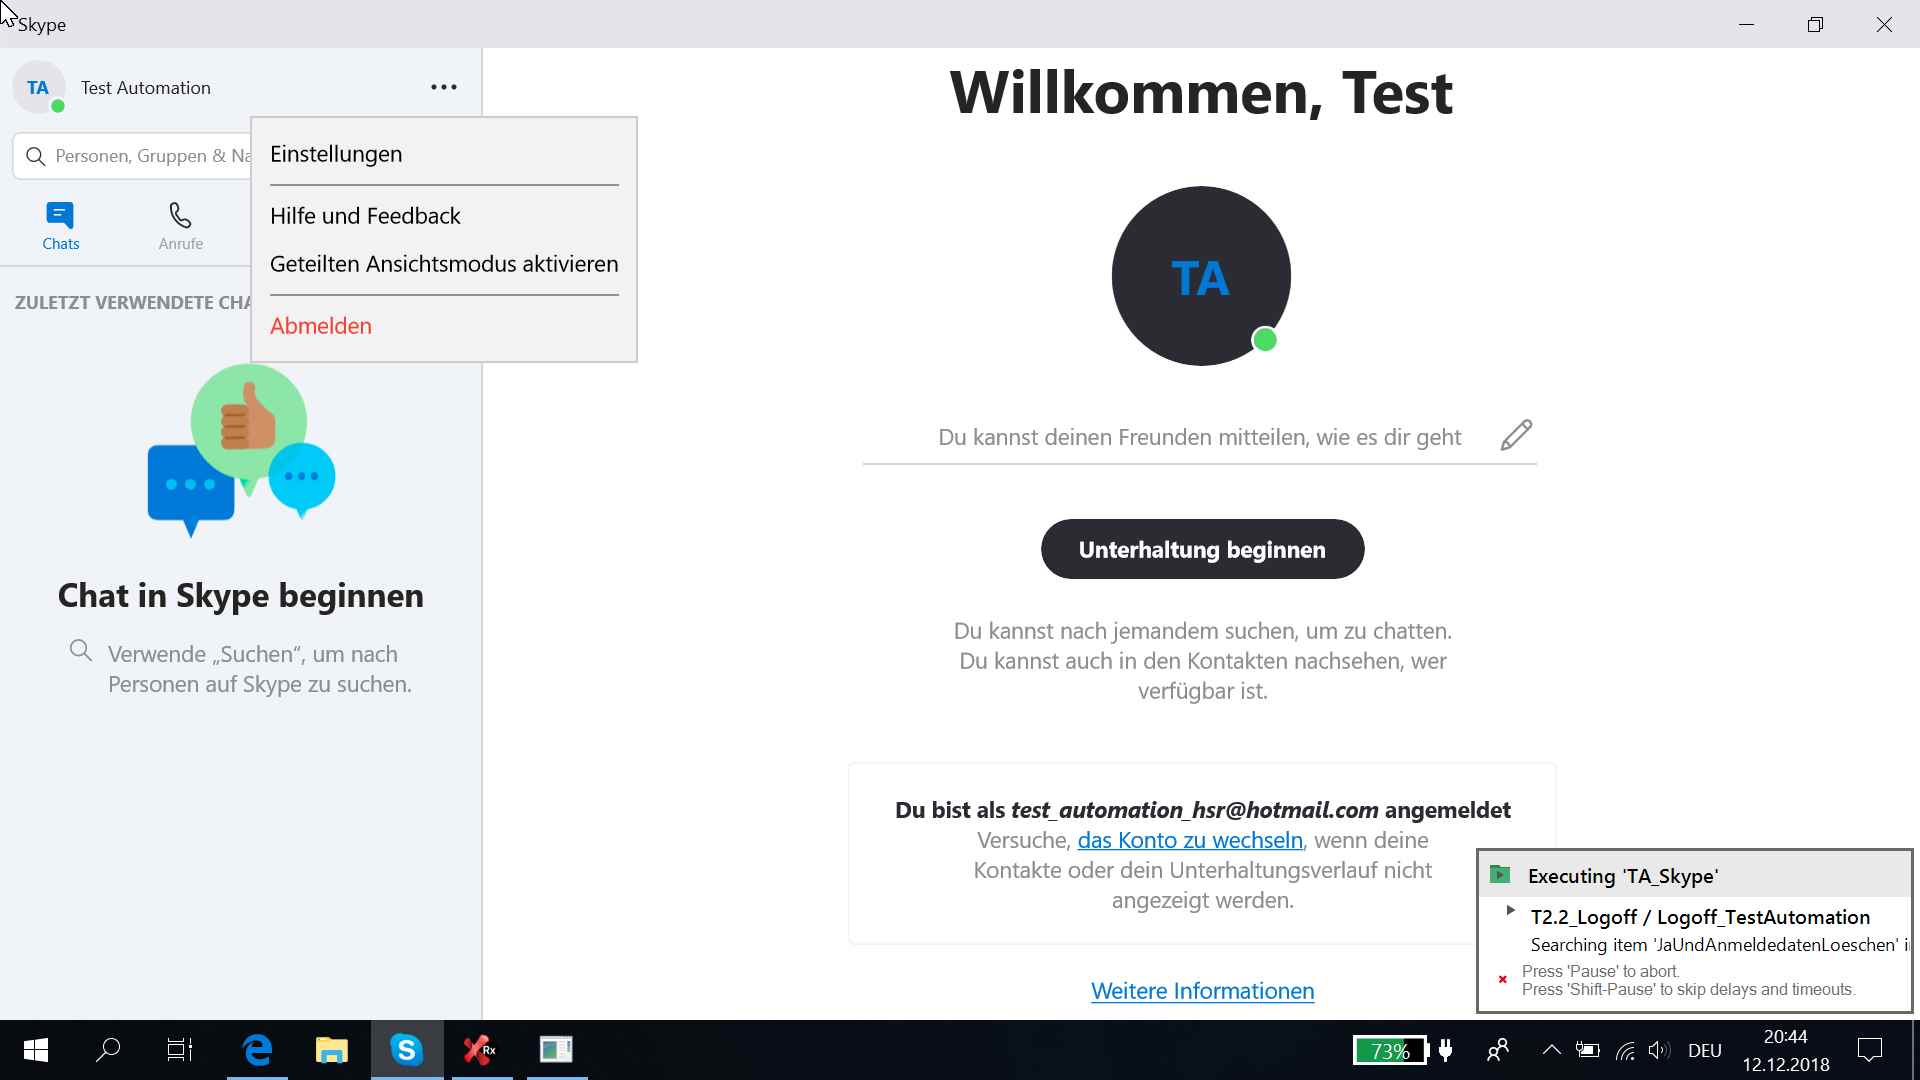 Skype
TA
Test Automation
Personen, Gruppen & Na
Chats
Anrufe
ZULETZT VERWENDETE CHA
Einstellungen
Hilfe und Feedback
Geteilten Ansichtsmodus aktivieren
Abmelden
Chat in Skype beginnen
Verwende „Suchen“, um nach
Personen auf Skype zu suchen.
Willkommen, Test
TA
Du kannst deinen Freunden mitteilen, wie es dir geht
Unterhaltung beginnen
Du kannst nach jemandem suchen, um zu chatten.
Du kannst auch in den Kontakten nachsehen, wer
verfügbar ist.
Du bist als test_automation_hsr@hotmail.com angemeldet
Versuche, das Konto zu wechseln, wenn deine
Kontakte oder dein Unterhaltungsverlauf nicht
angezeigt werden.
Weitere Informationen
Executing 'TA_Skype'
T2.2_Logoff / Logoff_TestAutomation
Searching item 'JaUndAnmeldedatenLoeschen' i
Press 'Pause' to abort.
Press 'Shift-Pause' to skip delays and timeouts.
Rx
73%
DEU
20:44
12.12.2018